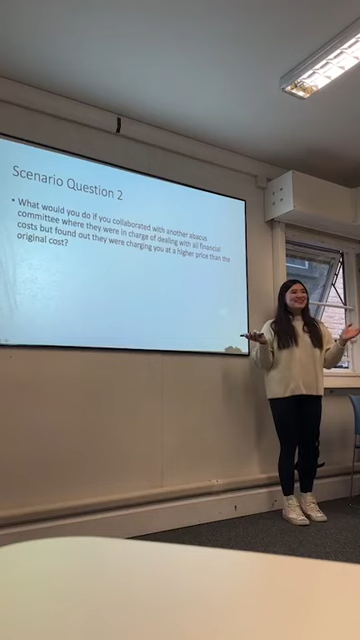 Scenario Question 2
• What would you do if you collaborated with another abacus
committee where they were in charge of dealing with all financial
costs but found out they were charging you at a higher price than the
original cost?